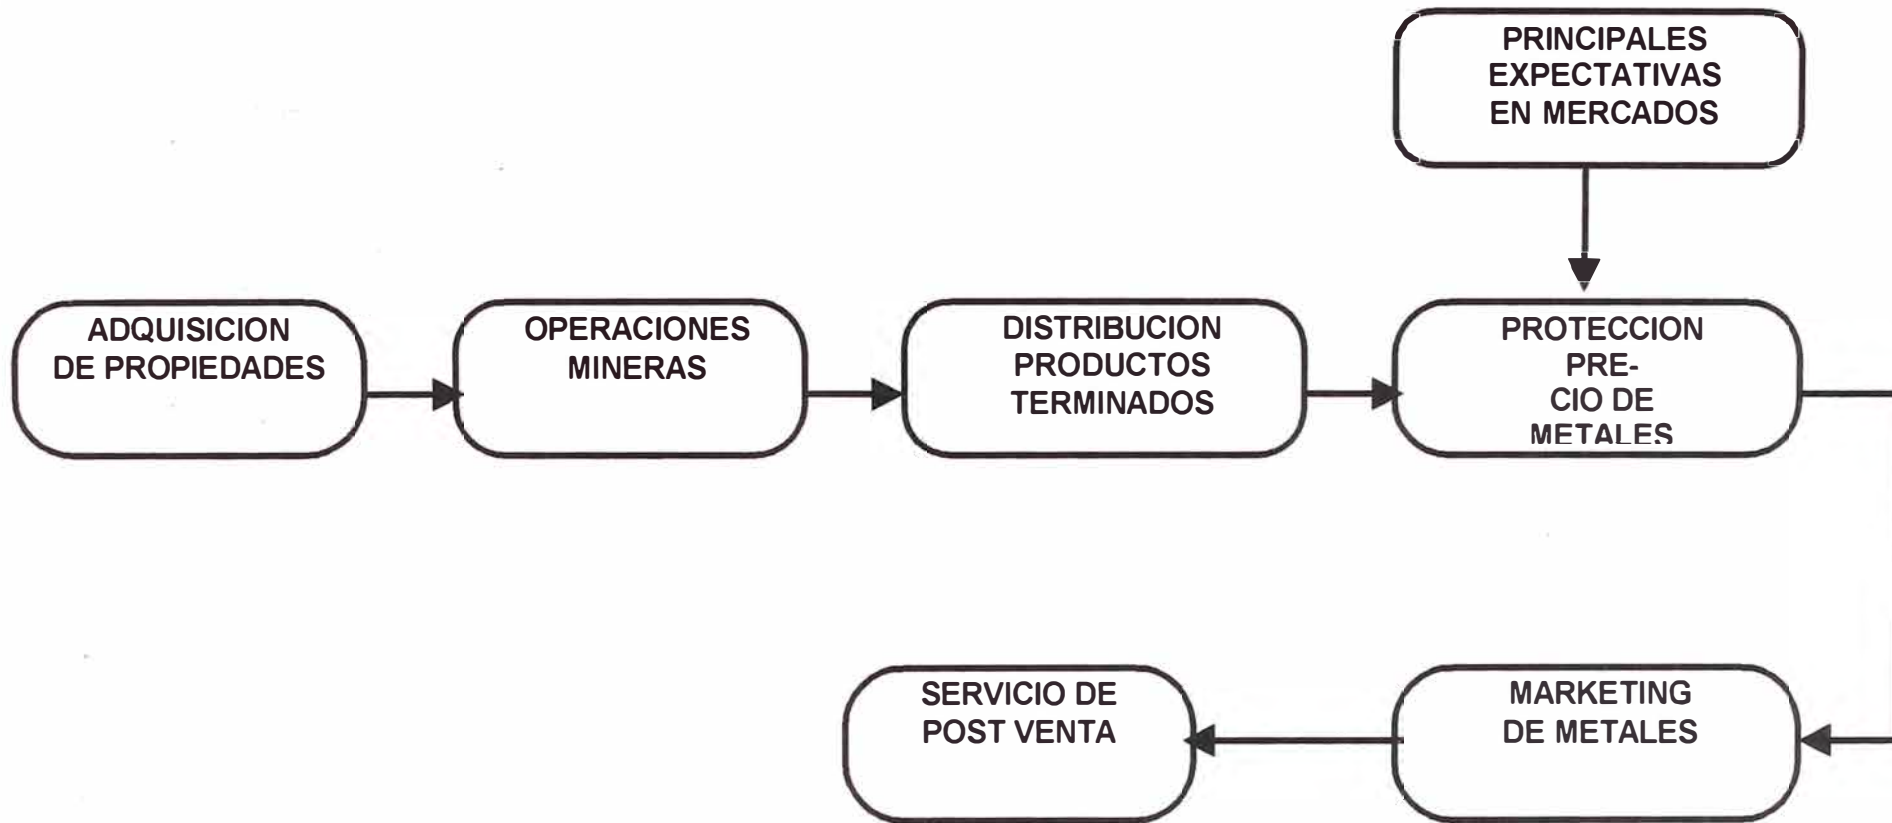 PRINCIPALES
EXPECTATIVAS
EN MERCADOS
ADQUISICION
DE PROPIEDADES
OPERACIONES
MINERAS
DISTRIBUCION
PRODUCTOS
TERMINADOS
PROTECCION
PRE-
CIO DE
METALES
SERVICIO DE
POST VENTA
MARKETING
DE METALES